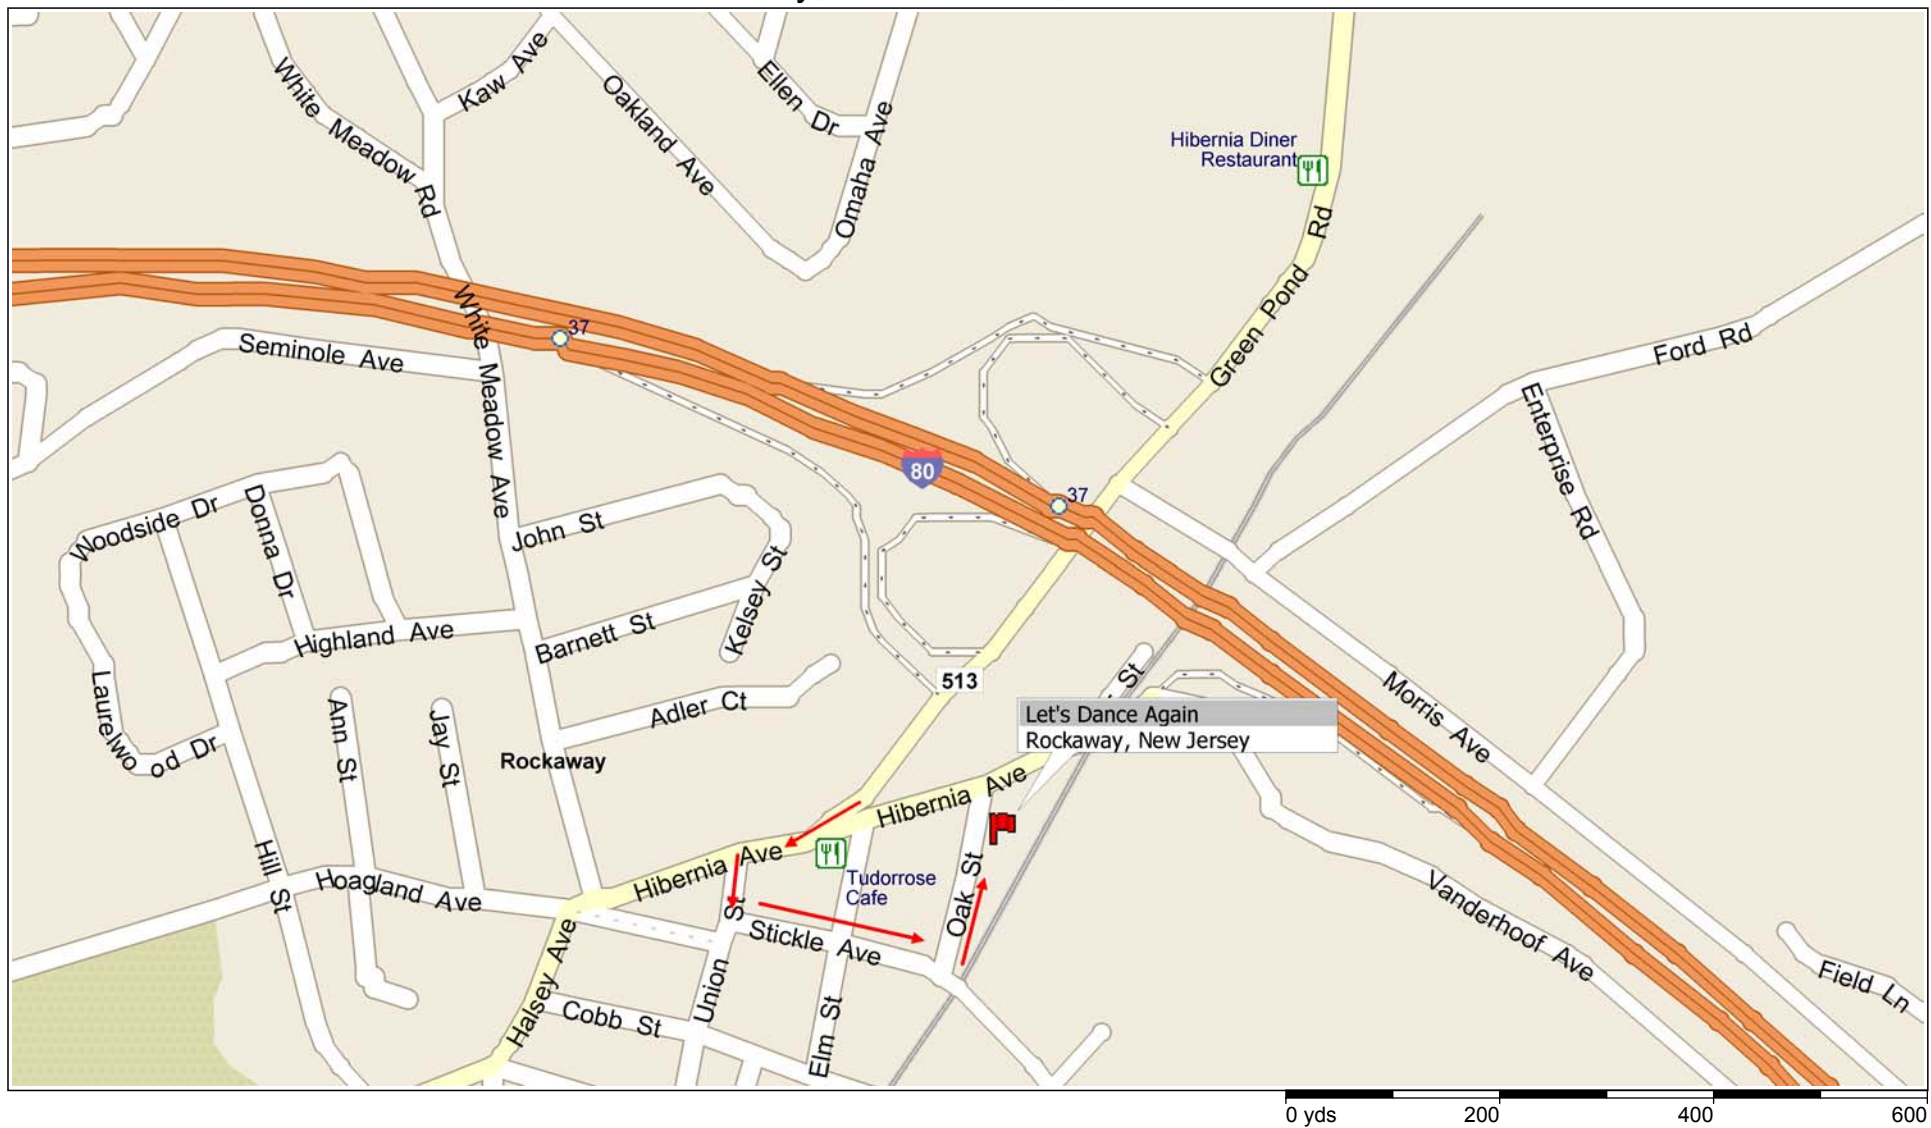 White Meadow Rd
Kaw Ave
Oakland Ave
Ellen Dr
Omaha Ave
Hibernia Diner
Restaurant
Green Pond Rd
White Meadow Ave
37
Seminole Ave
Ford Rd
Enterprise Rd
80
37
Woodside Dr
Donna Dr
John St
Kelsey St
Highland Ave
Barnett St
Laurelwood Dr
Ann St
Jay St
Adler Ct
513
St
Let's Dance Again
Rockaway, New Jersey
Morris Ave
Rockaway
Hibernia Ave
Hibernia Ave
Tudorrose
Cafe
Oak St
Hill St
Hoagland Ave
Stickle Ave
Vanderhoof Ave
Halsey Ave
Union St
Cobb St
Elm St
Field Ln
0 yds 200 400 600